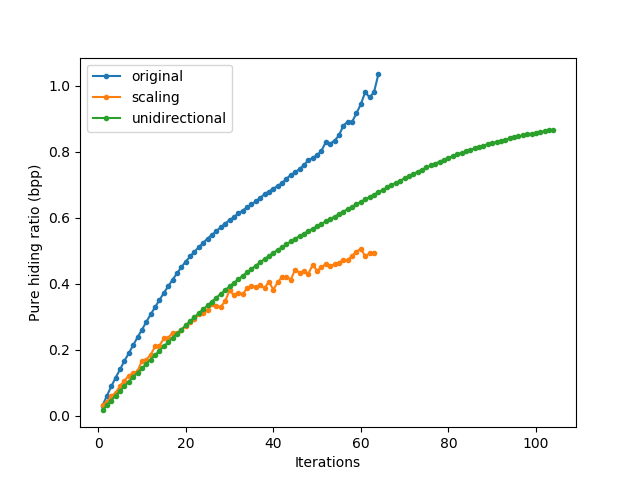 original
scaling
unidirectional
Pure hiding ratio (bpp)
1.0
0.8
0.6
0.4
0.2
0.0
0 20 40 60 80 100
Iterations